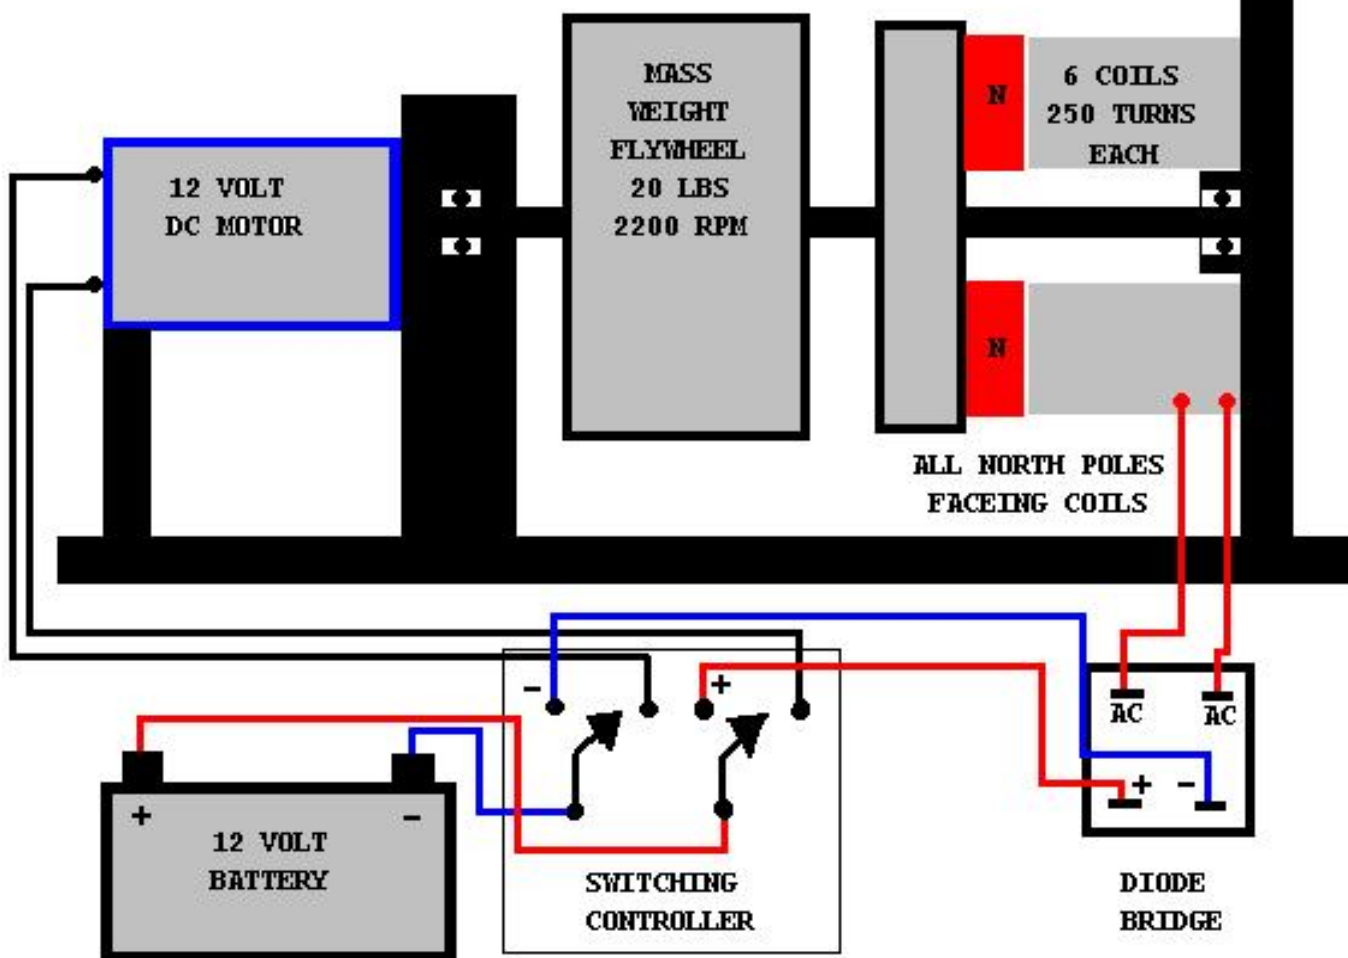 12 VOLT
DC MOTOR
MASS
WEIGHT
FLYWHEEL
20 LBS
2200 RPM
N
6 COILS
250 TURNS
EACH
N
ALL NORTH POLES
FACEING COILS
-
+
AC AC
+ -
+ -
12 VOLT
BATTERY
SWITCHING
CONTROLLER
DIODE
BRIDGE